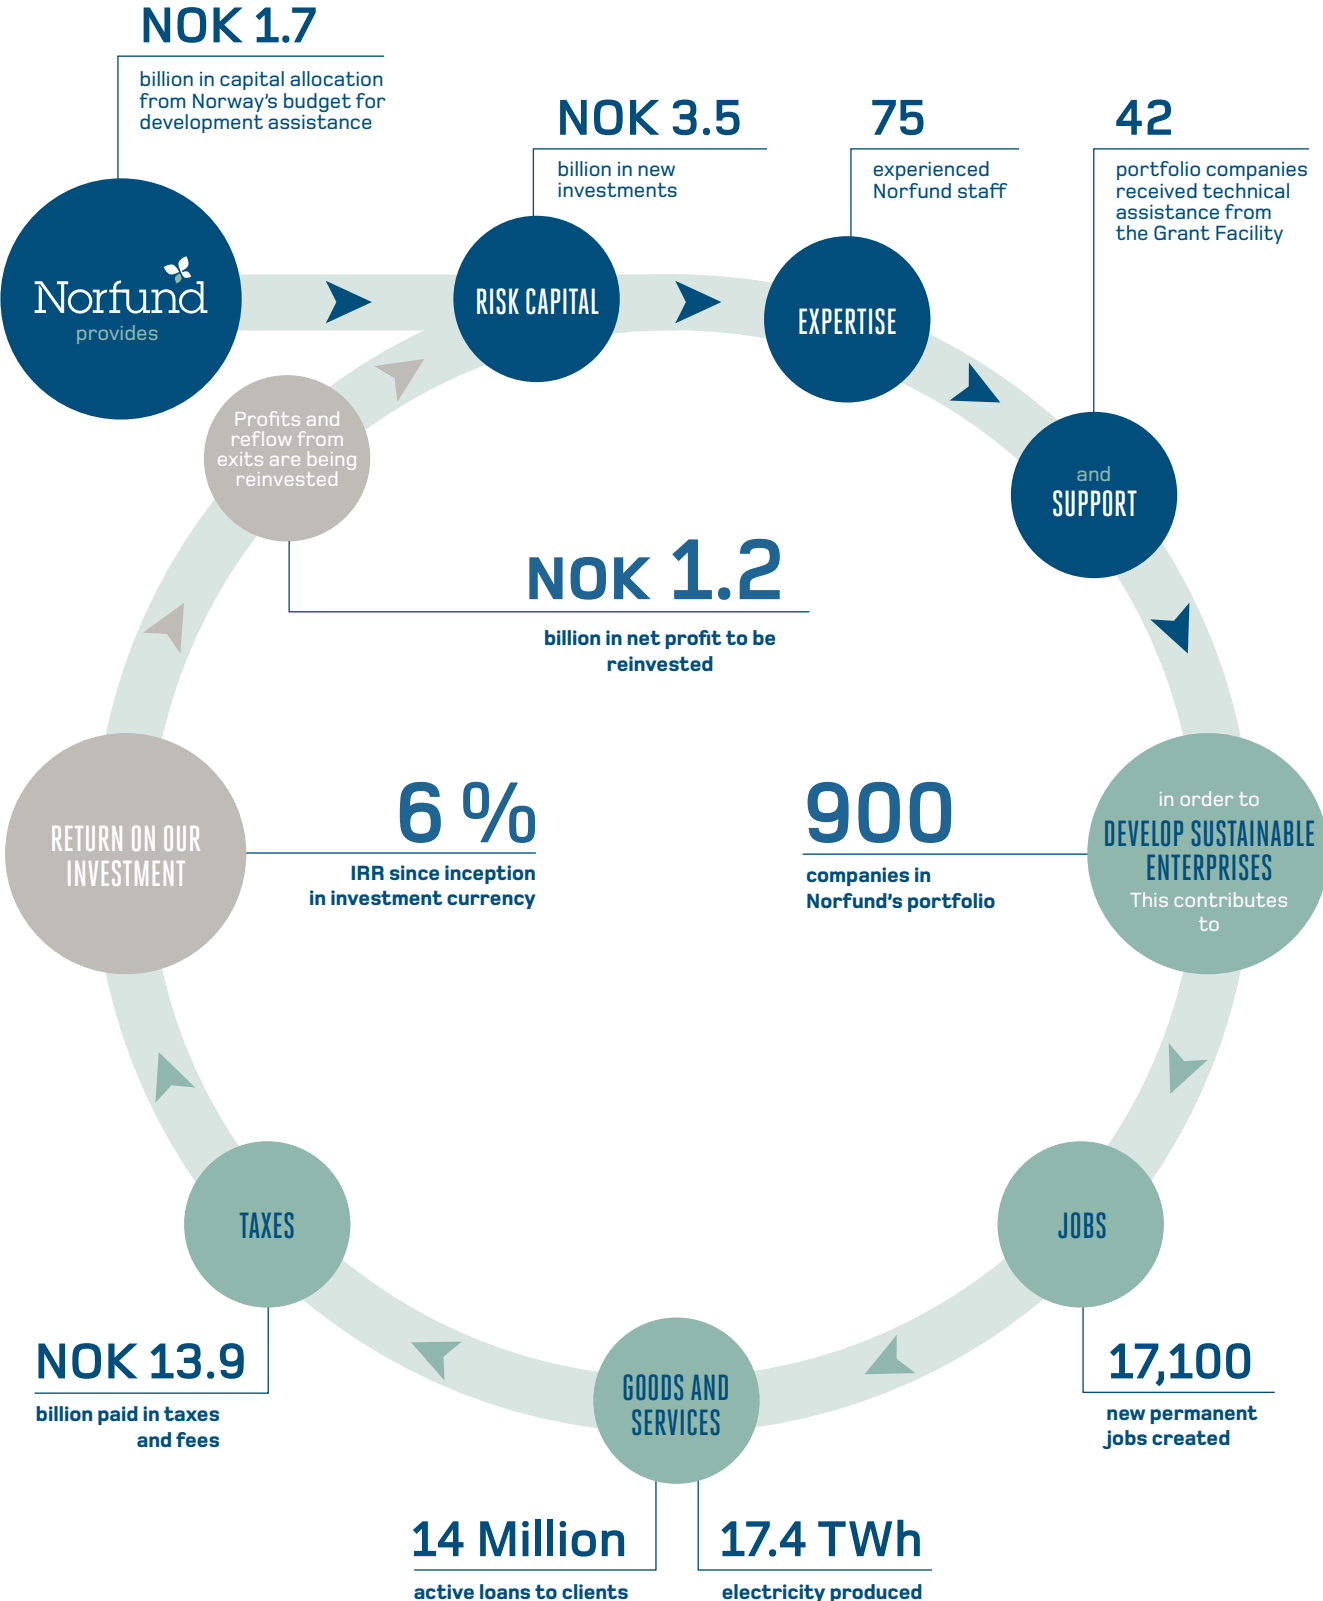 NOK 1.7
billion in capital allocation
from Norway's budget for
development assistance
NOK 3.5
billion in new
investments
75
experienced
Norfund staff
42
portfolio companies
received technical
assistance from
the Grant Facility
Norfund
provides
RISK CAPITAL
EXPERTISE
and
SUPPORT
Profits and
reflow from
exits are being
reinvested
NOK 1.2
billion in net profit to be
reinvested
RETURN ON OUR
INVESTMENT
6 %
IRR since inception
in investment currency
900
companies in
Norfund's portfolio
in order to
DEVELOP SUSTAINABLE
ENTERPRISES
This contributes
to
TAXES
JOBS
NOK 13.9
billion paid in taxes
and fees
GOODS AND
SERVICES
17,100
new permanent
jobs created
14 Million
active loans to clients
17.4 TWh
electricity produced